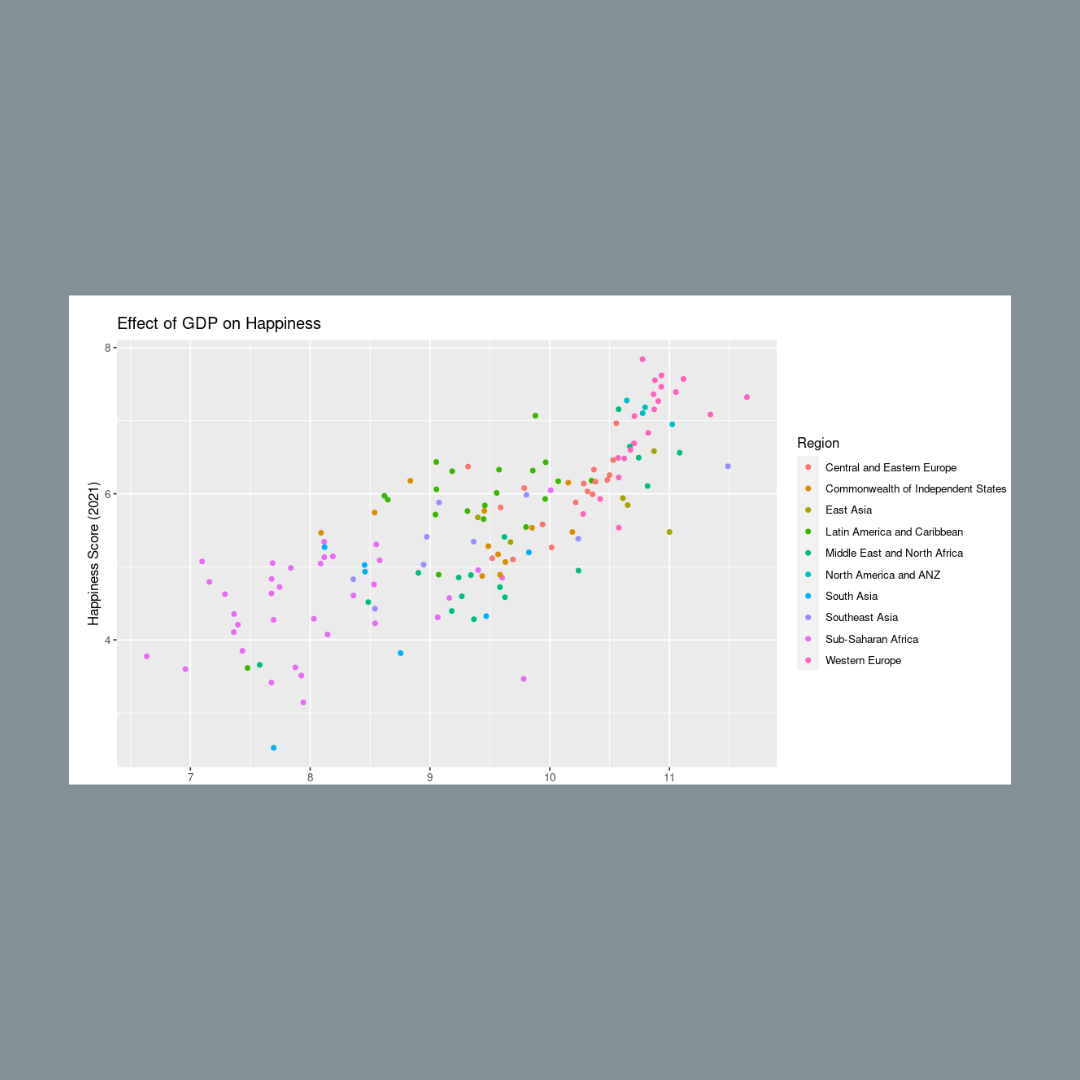 Effect of GDP on Happiness
8
6
4
Happiness Score (2021)
7 8 9 10 11
Region
Central and Eastern Europe
Commonwealth of Independent States
East Asia
Latin America and Caribbean
Middle East and North Africa
North America and ANZ
South Asia
Southeast Asia
Sub-Saharan Africa
Western Europe